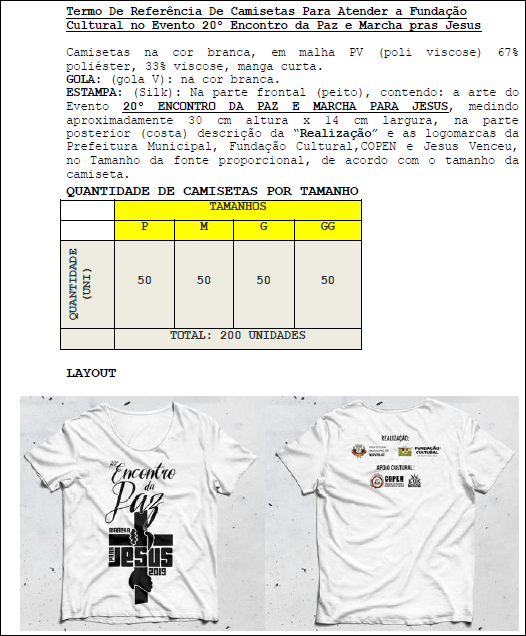 Termo De Referência De Camisetas Para Atender a Fundação
Cultural no Evento 20º Encontro da Paz e Marcha pras Jesus
Camisetas na cor branca, em malha PV (poli viscose) 67%
poliéster, 33% viscose, manga curta.
GOLA: (gola V): na cor branca.
ESTAMPA: (Silk): Na parte frontal (peito), contendo: a arte do
Evento 20º ENCONTRO DA PAZ E MARCHA PARA JESUS, medindo
aproximadamente 30 cm altura x 14 cm largura, na parte
posterior (costa) descrição da “Realização” e as logomarcas da
Prefeitura Municipal, Fundação Cultural,COPEN e Jesus Venceu,
no Tamanho da fonte proporcional, de acordo com o tamanho da
camiseta.
QUANTIDADE DE CAMISETAS POR TAMANHO
TAMANHOS
P M G GG
QUANTIDADE
(UNI)
50 50 50 50
TOTAL: 200 UNIDADES
LAYOUT
20º
Encontro
da
Paz
MARCHA
PARA
JESUS
2019
REALIZAÇÃO:
FUNDAÇÃO
CULTURAL
APOIO CULTURAL:
COPEN